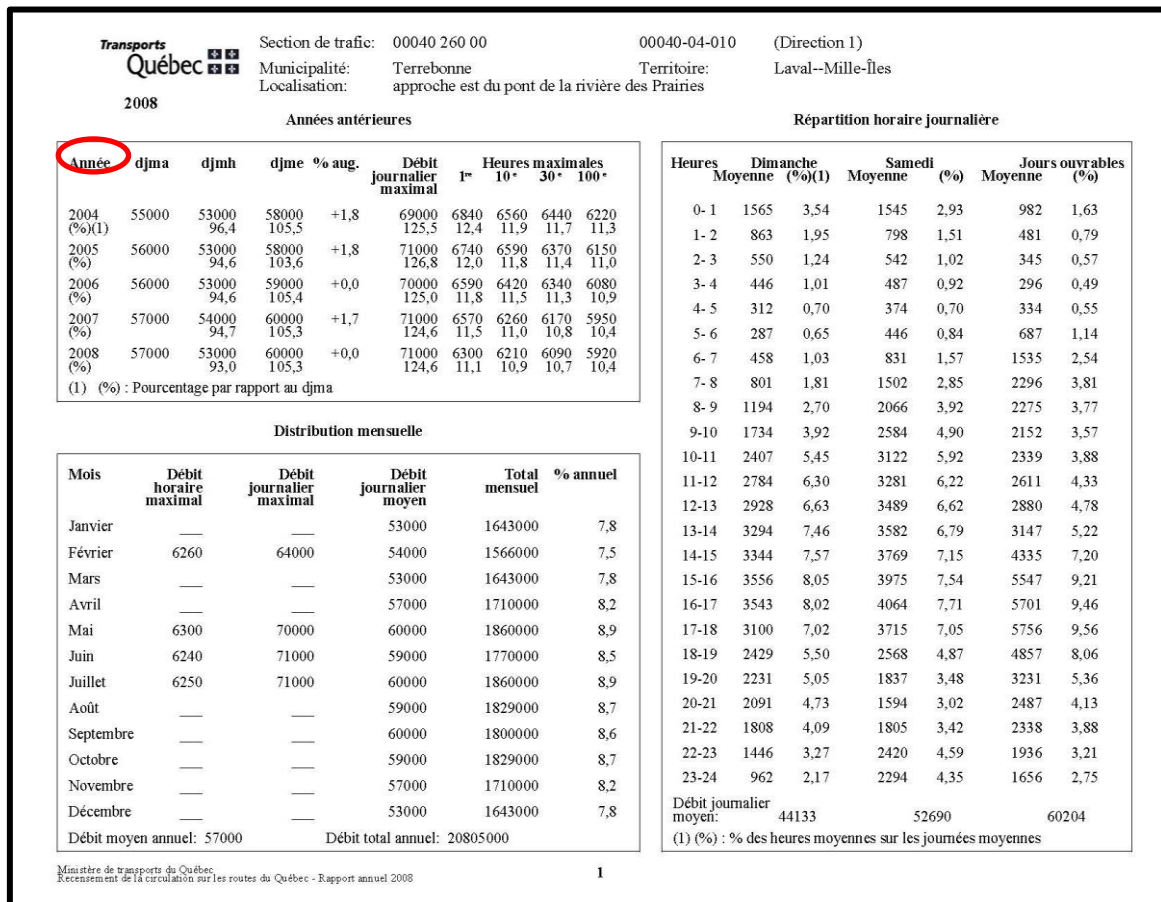 Transports
Québec
2008
Section de trafic: 00040 260 00 00040-04-010 (Direction 1)
Municipalité: Terrebonne Territoire: Laval--Mille-Îles
Localisation: approche est du pont de la rivière des Prairies
Années antérieures
Année djma djmh djme % aug. Débit journalier maximal Heures maximales
1re 10e 30e 100e
2004 55000 53000 58000 +1,8 69000 6840 6560 6440 6220
(%)(1) 96,4 105,5 125,5 12,4 11,9 11,7 11,3
2005 56000 53000 58000 +1,8 71000 6740 6590 6370 6150
(%) 94,6 103,6 126,8 12,0 11,8 11,4 11,0
2006 56000 53000 59000 +0,0 70000 6590 6420 6340 6080
(%) 94,6 105,4 125,0 11,8 11,5 11,3 10,9
2007 57000 54000 60000 +1,7 71000 6570 6260 6170 5950
(%) 94,7 105,3 124,6 11,5 11,0 10,8 10,4
2008 57000 53000 60000 +0,0 71000 6300 6210 6090 5920
(%) 93,0 105,3 124,6 11,1 10,9 10,7 10,4
(1) (%) : Pourcentage par rapport au djma
Distribution mensuelle
Mois Débit horaire maximal Débit journalier maximal Débit journalier moyen Total mensuel % annuel
Janvier ___ ___ 53000 1643000 7,8
Février 6260 64000 54000 1566000 7,5
Mars ___ ___ 53000 1643000 7,8
Avril ___ ___ 57000 1710000 8,2
Mai 6300 70000 60000 1860000 8,9
Juin 6240 71000 59000 1770000 8,5
Juillet 6250 71000 60000 1860000 8,9
Août ___ ___ 59000 1829000 8,7
Septembre ___ ___ 60000 1800000 8,6
Octobre ___ ___ 59000 1829000 8,7
Novembre ___ ___ 57000 1710000 8,2
Décembre ___ ___ 53000 1643000 7,8
Débit moyen annuel: 57000 Débit total annuel: 20805000
Répartition horaire journalière
Heures Dimanche Samedi Jours ouvrables
Moyenne (%)(1) Moyenne (%) Moyenne (%)
0- 1 1565 3,54 1545 2,93 982 1,63
1- 2 863 1,95 798 1,51 481 0,79
2- 3 550 1,24 542 1,02 345 0,57
3- 4 446 1,01 487 0,92 296 0,49
4- 5 312 0,70 374 0,70 334 0,55
5- 6 287 0,65 446 0,84 687 1,14
6- 7 458 1,03 831 1,57 1535 2,54
7- 8 801 1,81 1502 2,85 2296 3,81
8- 9 1194 2,70 2066 3,92 2275 3,77
9-10 1734 3,92 2584 4,90 2152 3,57
10-11 2407 5,45 3122 5,92 2339 3,88
11-12 2784 6,30 3281 6,22 2611 4,33
12-13 2928 6,63 3489 6,62 2880 4,78
13-14 3294 7,46 3582 6,79 3147 5,22
14-15 3344 7,57 3769 7,15 4335 7,20
15-16 3556 8,05 3975 7,54 5547 9,21
16-17 3543 8,02 4064 7,71 5701 9,46
17-18 3100 7,02 3715 7,05 5756 9,56
18-19 2429 5,50 2568 4,87 4857 8,06
19-20 2231 5,05 1837 3,48 3231 5,36
20-21 2091 4,73 1594 3,02 2487 4,13
21-22 1808 4,09 1805 3,42 2338 3,88
22-23 1446 3,27 2420 4,59 1936 3,21
23-24 962 2,17 2294 4,35 1656 2,75
Débit journalier
moyen: 44133 52690 60204
(1) (%) : % des heures moyennes sur les journées moyennes
Ministère de transports du Québec
Recensement de la circulation sur les routes du Québec - Rapport annuel 2008
1